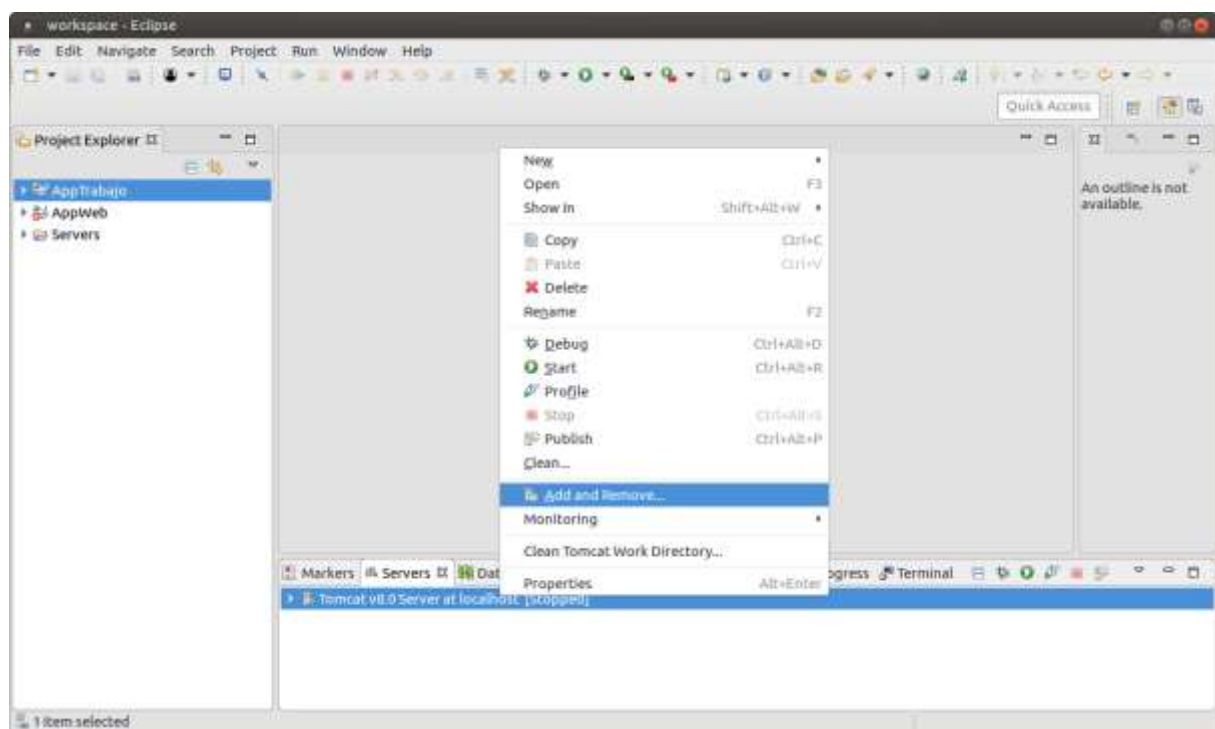 workspace - Eclipse
File Edit Navigate Search Project Run Window Help
Quick Access
Project Explorer
AppTrabajo
AppWeb
Servers
An outline is not
available.
New
Open F3
Show In Shift+Alt+W
Copy Ctrl+C
Paste Ctrl+V
Delete
Rename F2
Debug Ctrl+Alt+D
Start Ctrl+Alt+R
Profile
Stop Ctrl+Alt+S
Publish Ctrl+Alt+P
Clean...
Add and Remove...
Monitoring
Clean Tomcat Work Directory...
Properties Alt+Enter
Markers Servers Dat ogress Terminal
Tomcat v8.0 Server at localhost [Stopped]
1 item selected